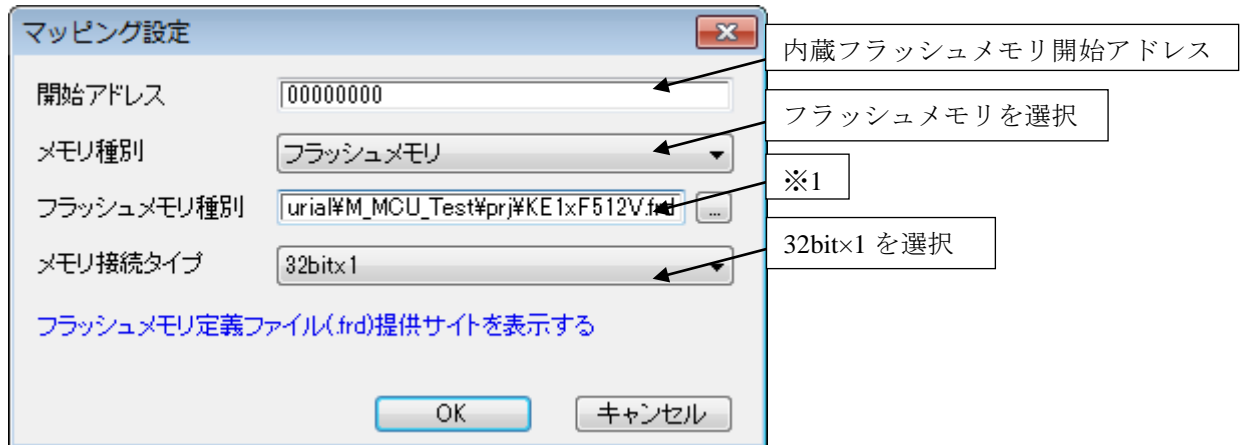 マッピング設定
内蔵フラッシュメモリ開始アドレス
開始アドレス
00000000
フラッシュメモリを選択
メモリ種別
フラッシュメモリ
※1
フラッシュメモリ種別
urial¥M_MCU_Test¥prj¥KE1xF512V.frd
...
32bit×1 を選択
メモリ接続タイプ
32bitx1
フラッシュメモリ定義ファイル(.frd)提供サイトを表示する
OK
キャンセル